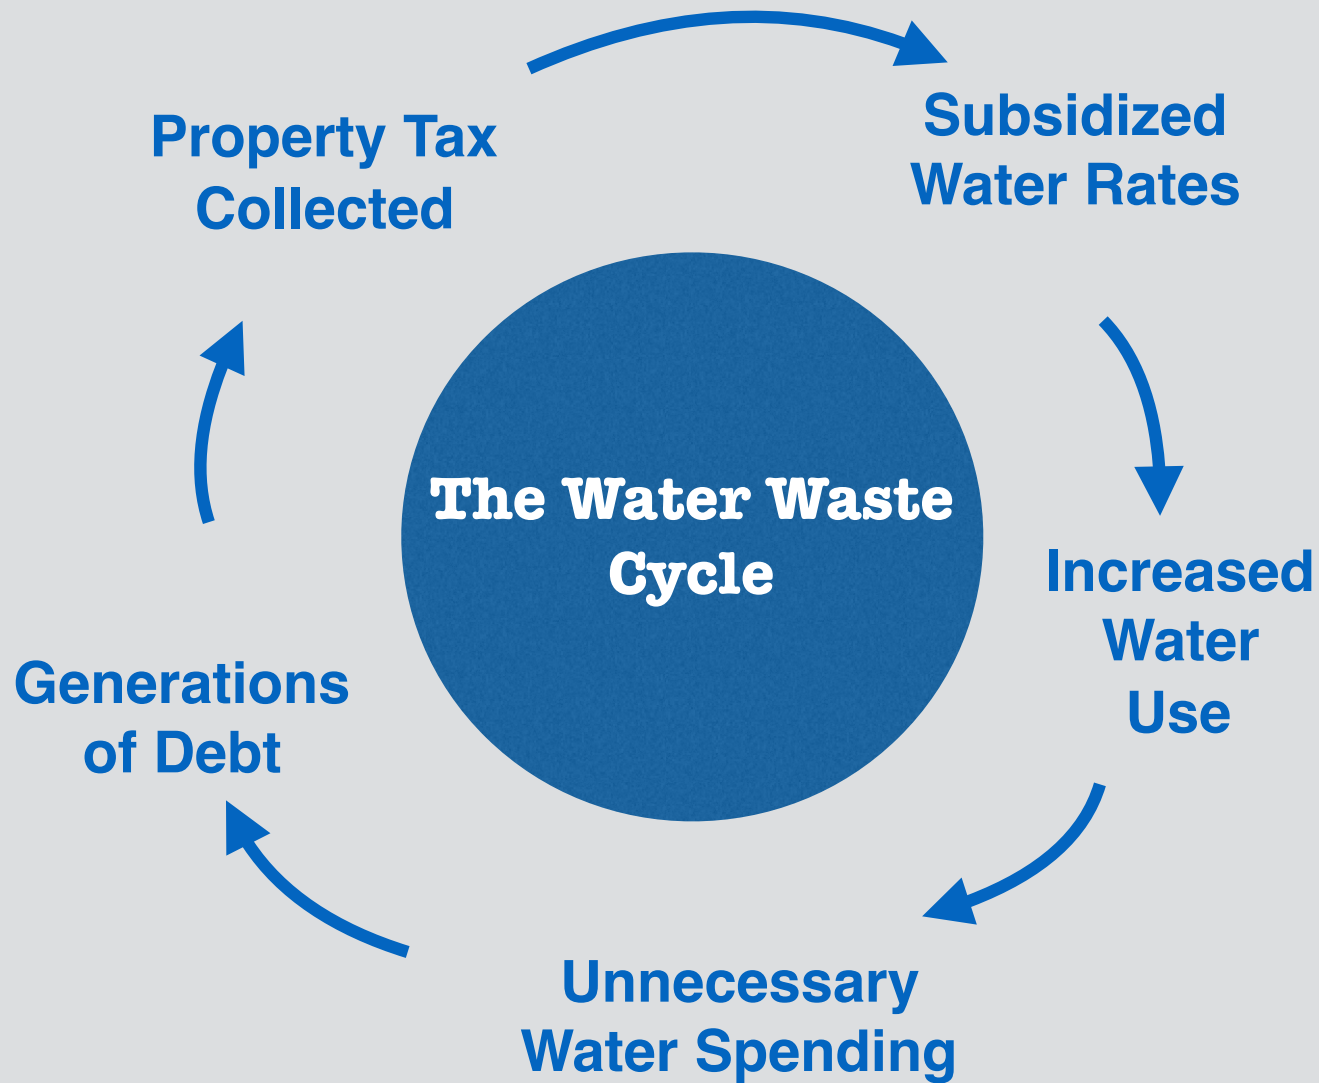 Property Tax
Collected
Subsidized
Water Rates
The Water Waste
Cycle
Increased
Water
Use
Generations
of Debt
Unnecessary
Water Spending